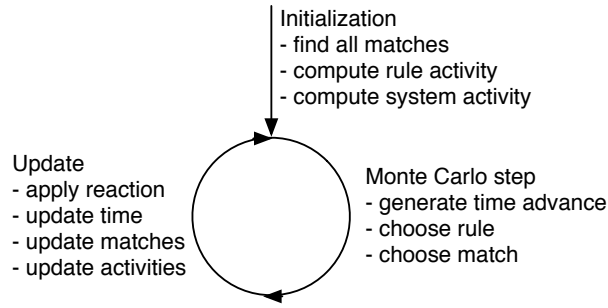 Initialization
- find all matches
- compute rule activity
- compute system activity
Update
- apply reaction
- update time
- update matches
- update activities
Monte Carlo step
- generate time advance
- choose rule
- choose match